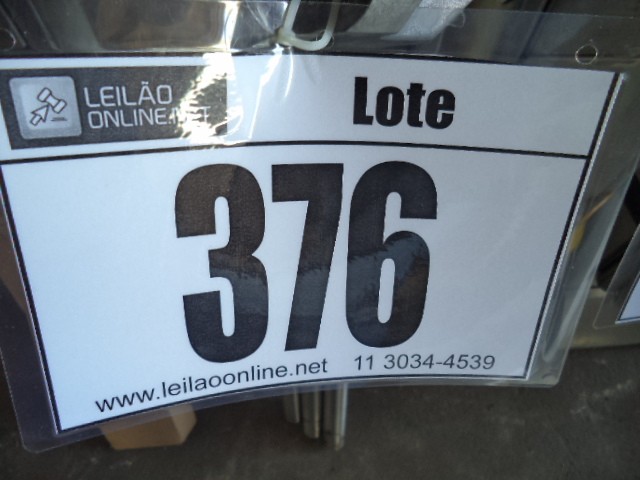 LEILÃO
ONLINE.NET
Lote
376
www.leilaoonline.net 11 3034-4539